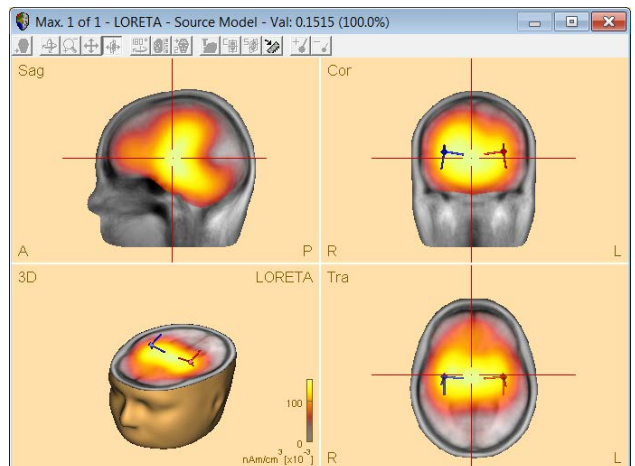 Max. 1 of 1 - LORETA - Source Model - Val: 0.1515 (100.0%)
Sag
Cor
A
P
R
L
3D
LORETA
Tra
100
0
nAm/cm³ [x10⁻³]
R
L